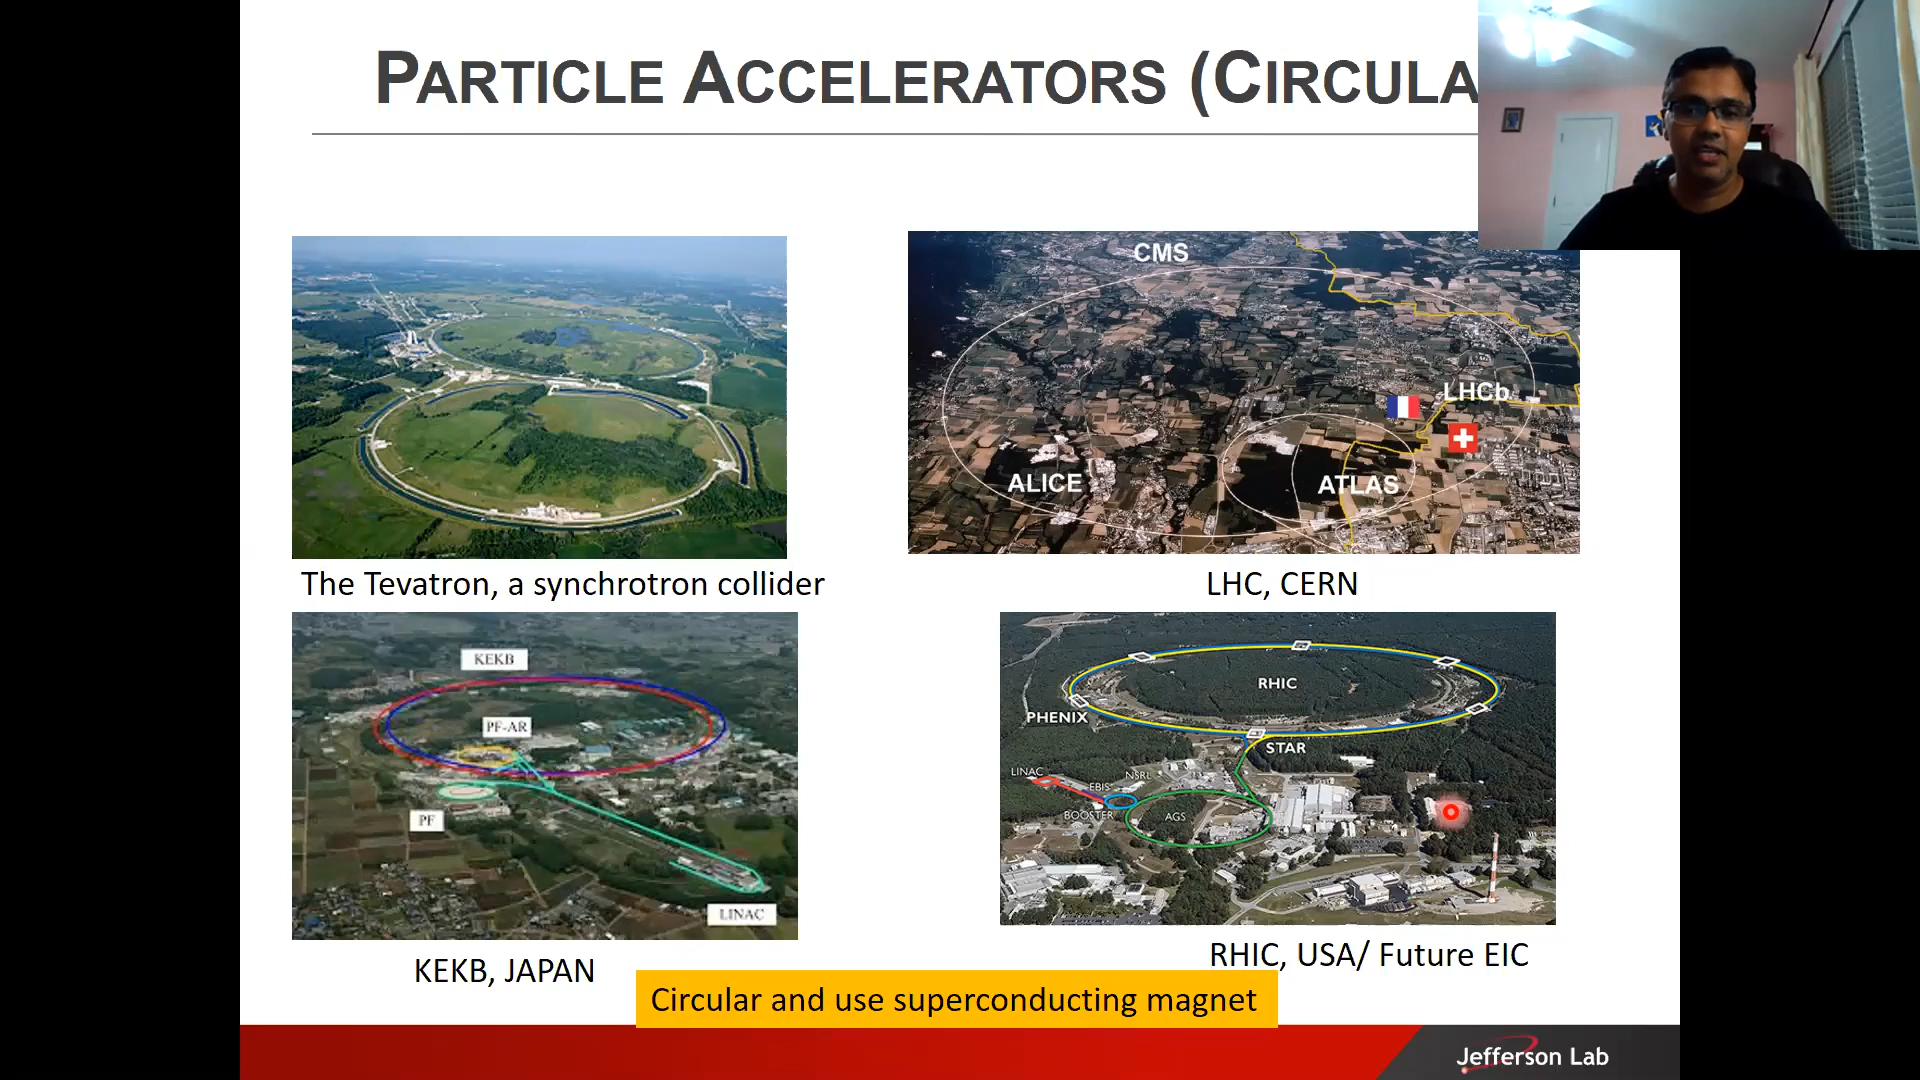 PARTICLE ACCELERATORS (CIRCULA
CMS
LHCb
ALICE
ATLAS
The Tevatron, a synchrotron collider
LHC, CERN
KEKB
PF-AR
PF
LINAC
KEKB, JAPAN
RHIC
PHENIX
STAR
LINAC
NSRL
EBIS
BOOSTER
AGS
RHIC, USA/ Future EIC
Circular and use superconducting magnet
Jefferson Lab